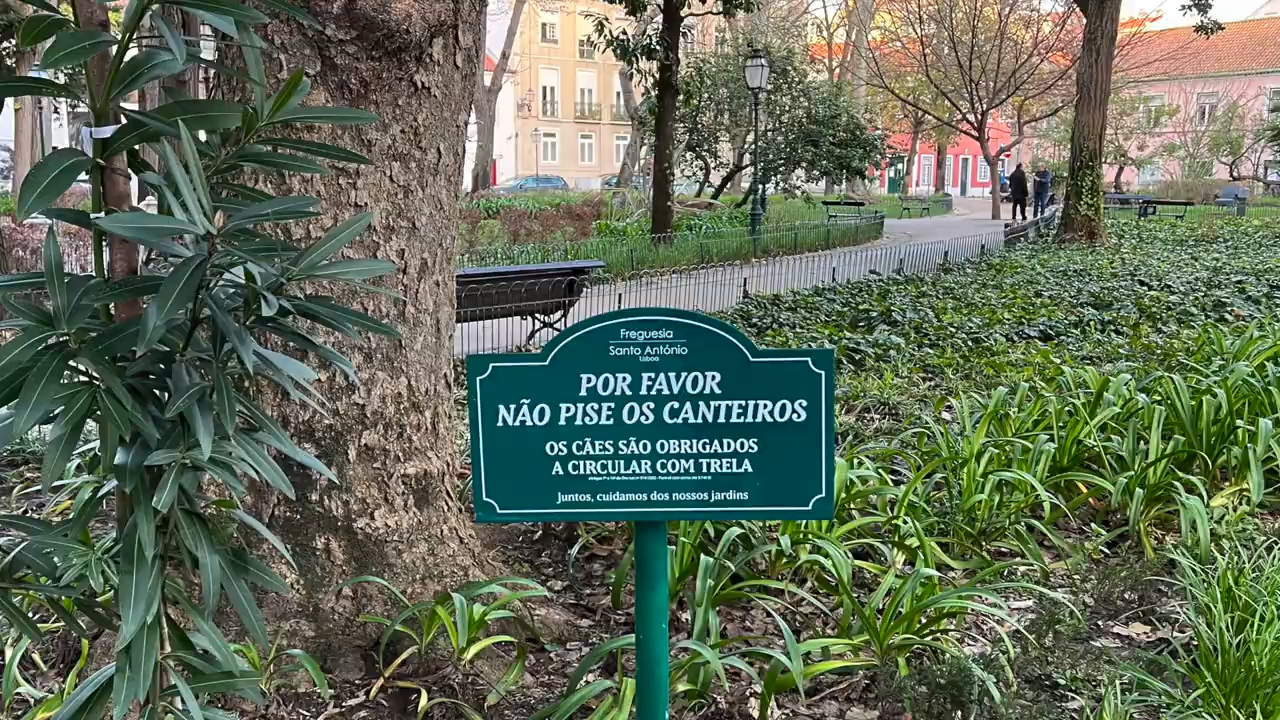 Freguesia
Santo António
Lisboa
POR FAVOR
NÃO PISE OS CANTEIROS
OS CÃES SÃO OBRIGADOS
A CIRCULAR COM TRELA
Juntos, cuidamos dos nossos jardins